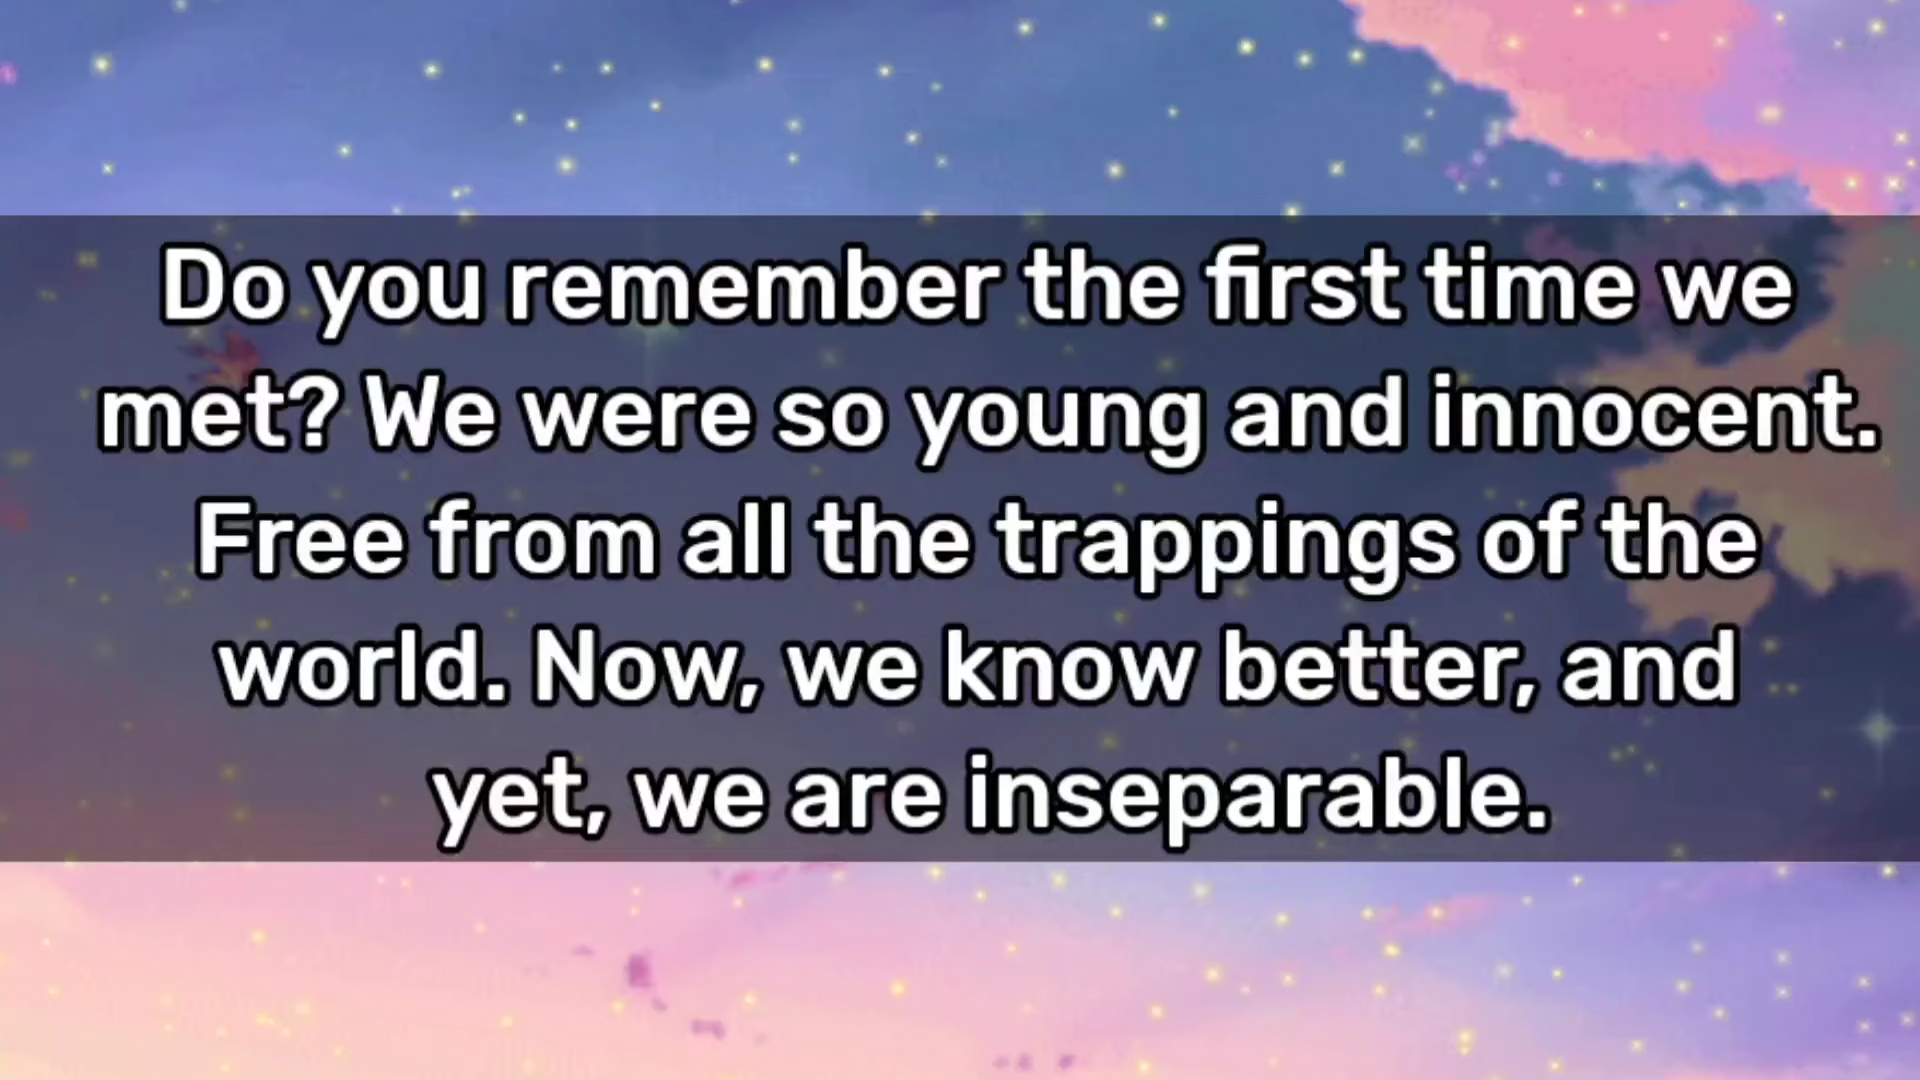 Do you remember the first time we
met? We were so young and innocent.
Free from all the trappings of the
world. Now, we know better, and
yet, we are inseparable.